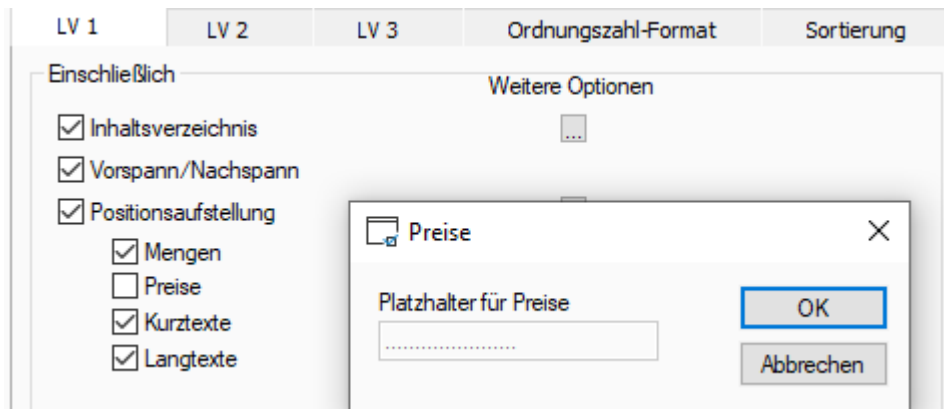 LV 1 LV 2 LV 3 Ordnungszahl-Format Sortierung
Einschließlich
Weitere Optionen
Inhaltsverzeichnis ...
Vorspann/Nachspann
Positionsaufstellung
Mengen
Preise
Kurztexte
Langtexte
Preise
Platzhalter für Preise
......................
OK
Abbrechen